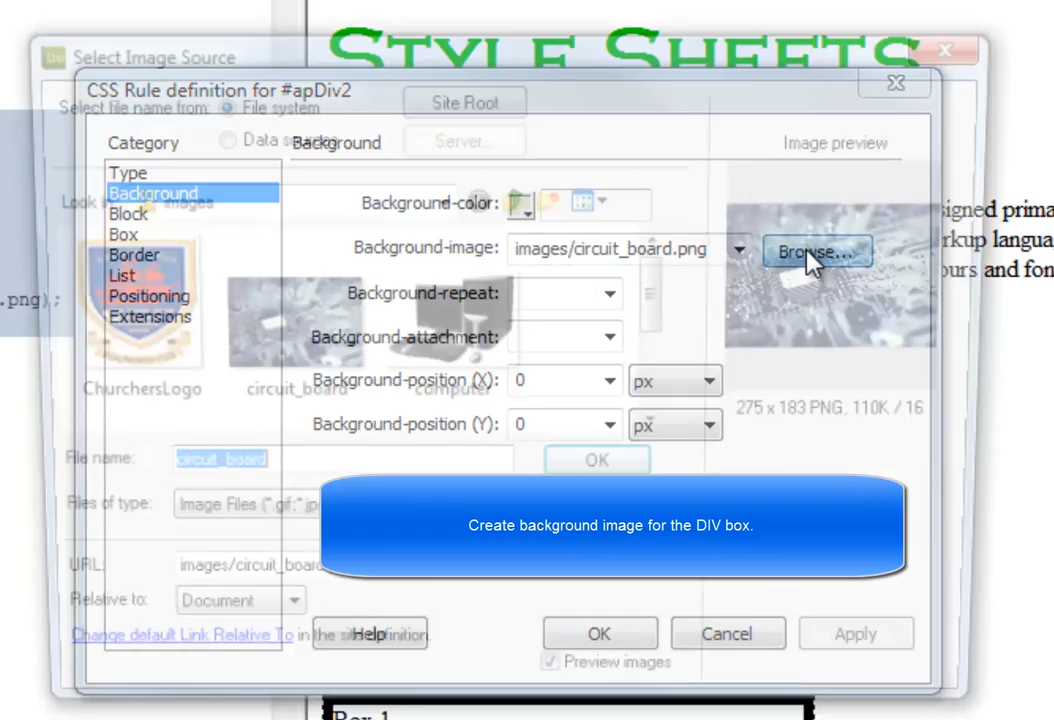 STYLE SHEETS
Select Image Source
CSS Rule definition for #apDiv2
Select file name from: File system
Site Root
Data sources
Server...
Category
Background
Image preview
Type
Background
Block
Box
Border
List
Positioning
Extensions
Look in: images
Background-color:
Background-image: images/circuit_board.png
Browse...
Background-repeat:
Background-attachment:
Background-position (X): 0 px
Background-position (Y): 0 px
.png);
igned prima
rkup langua
ours and fon
ChurchersLogo
circuit_board
computer
275 x 183 PNG, 110K / 16
File name: circuit_board
OK
Files of type: Image Files (*.gif;*.jp
Create background image for the DIV box.
URL: images/circuit_board
Relative to: Document
Change default Link Relative To in the site definition.
Help
OK
Cancel
Apply
Preview images
Box 1